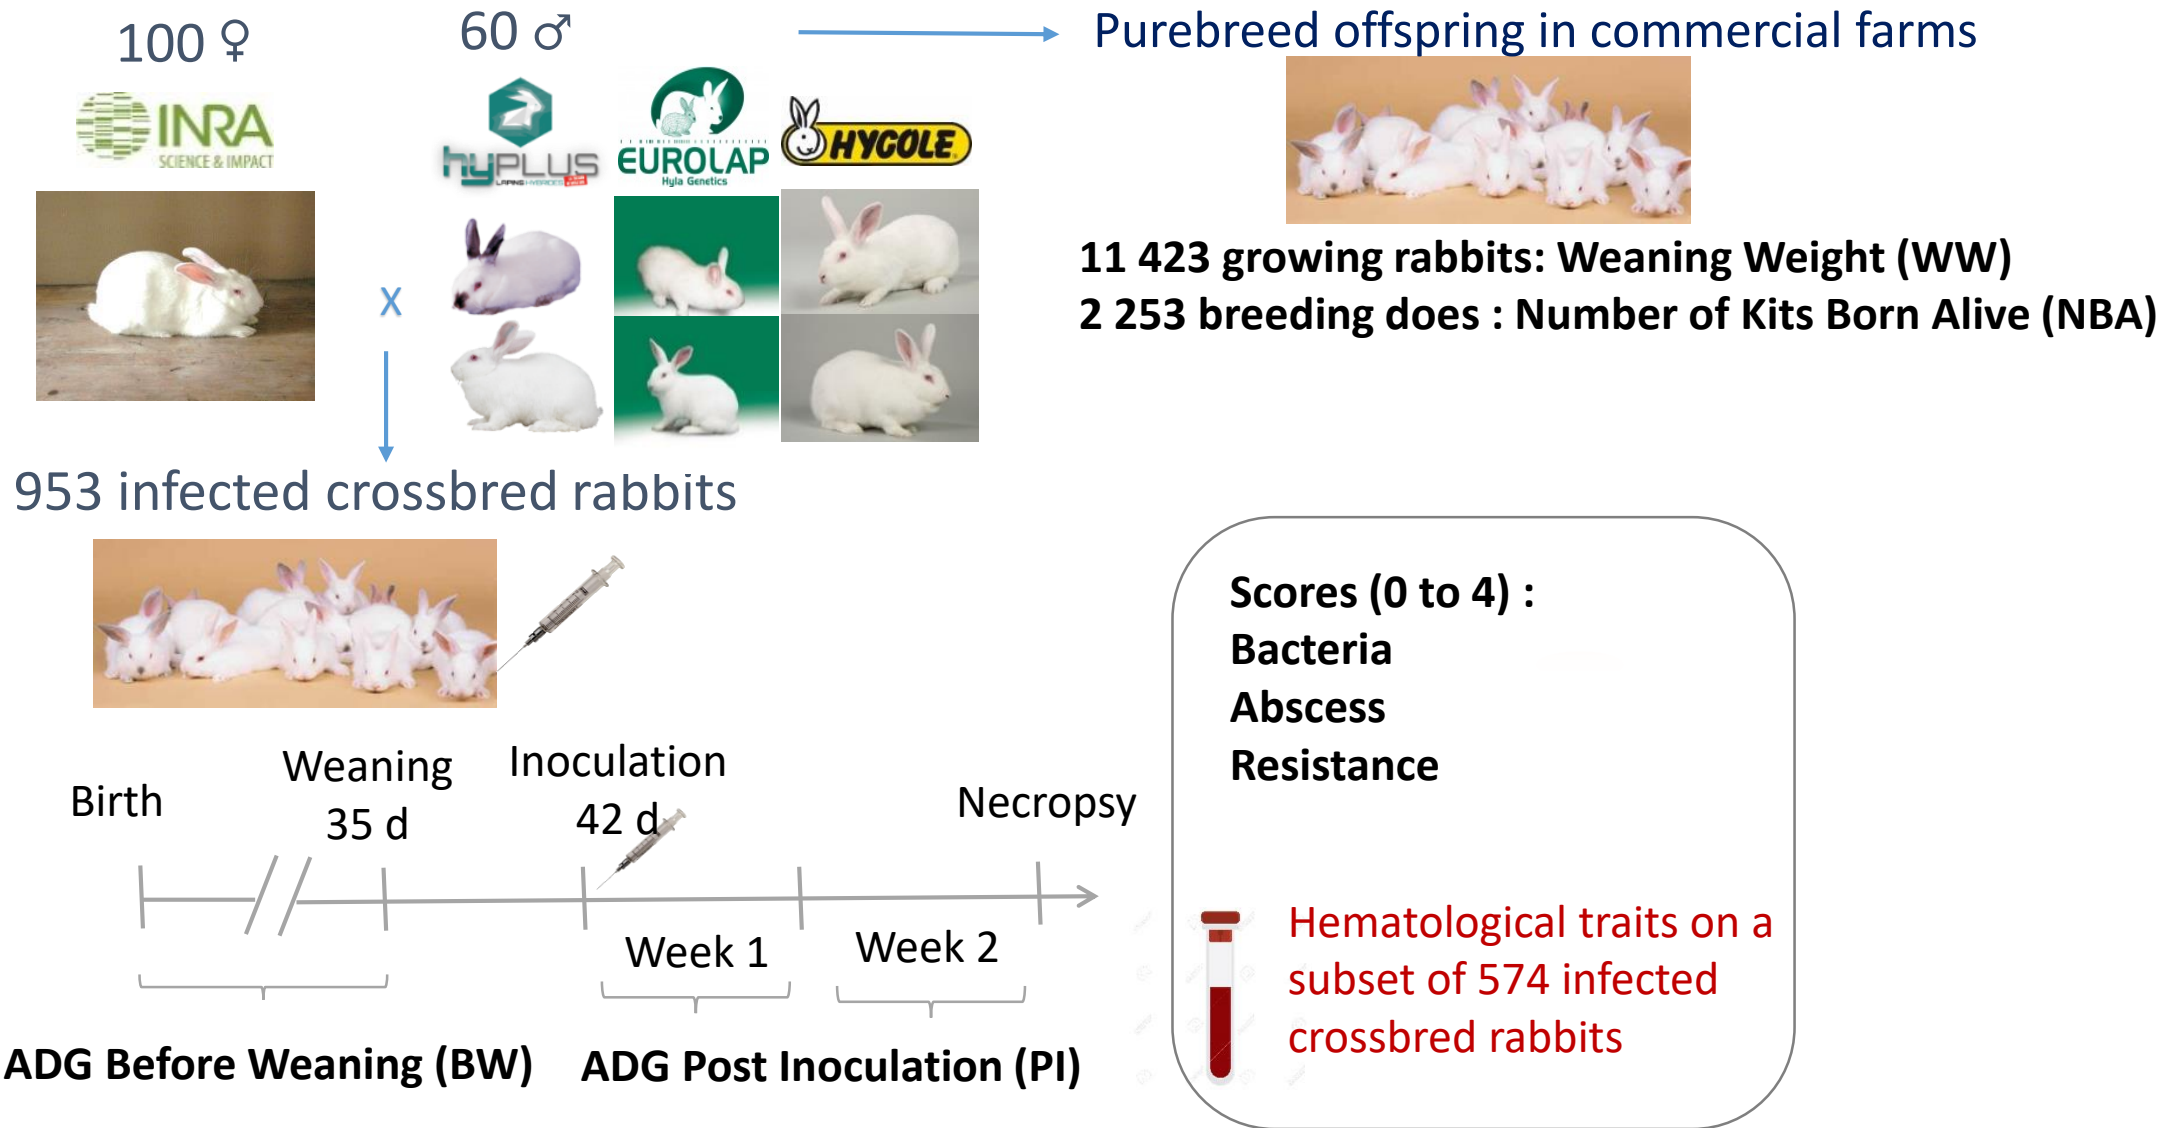 100 ♀
60 ♂
Purebreed offspring in commercial farms
INRA
SCIENCE & IMPACT
hyPLUS
LAPINS HYBRIDES
EUROLAP
Hyla Genetics
HYCOLE
11 423 growing rabbits: Weaning Weight (WW)
2 253 breeding does : Number of Kits Born Alive (NBA)
X
953 infected crossbred rabbits
Scores (0 to 4) :
Bacteria
Abscess
Resistance
Birth
Weaning
35 d
Inoculation
42 d
Necropsy
Week 1
Week 2
ADG Before Weaning (BW)
ADG Post Inoculation (PI)
Hematological traits on a
subset of 574 infected
crossbred rabbits